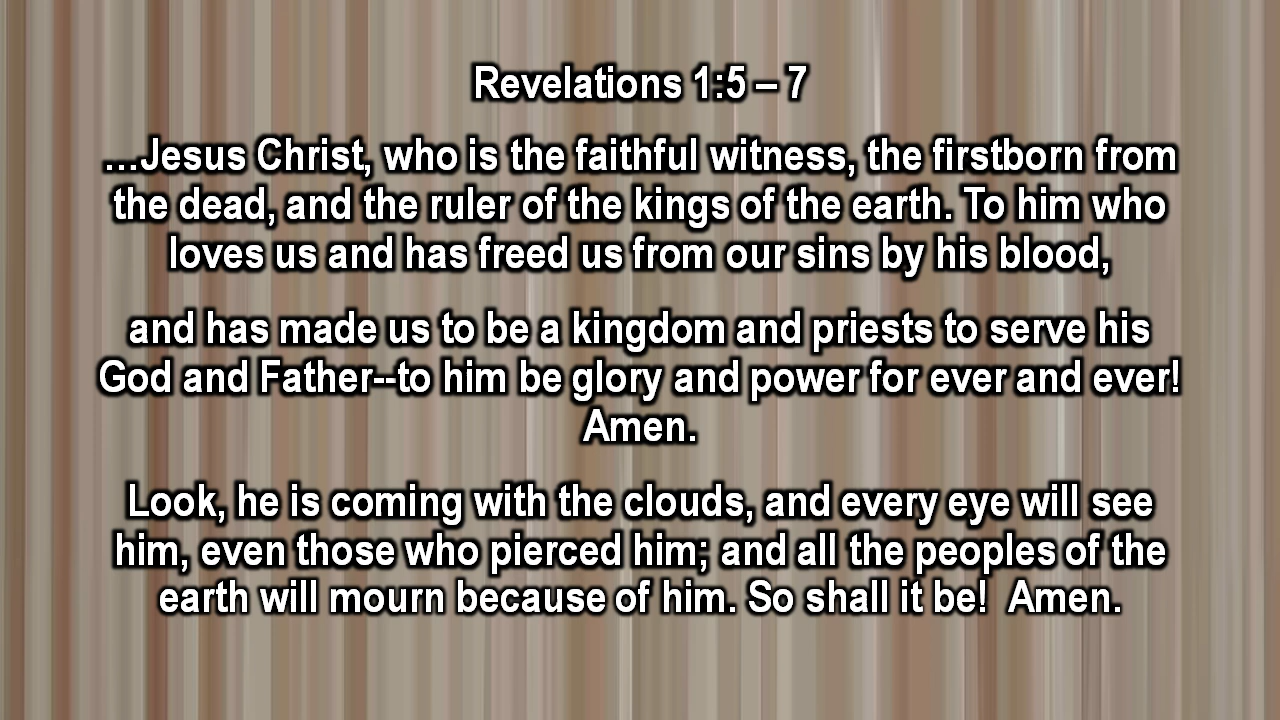 Revelations 1:5 – 7
…Jesus Christ, who is the faithful witness, the firstborn from
the dead, and the ruler of the kings of the earth. To him who
loves us and has freed us from our sins by his blood,
and has made us to be a kingdom and priests to serve his
God and Father--to him be glory and power for ever and ever!
Amen.
Look, he is coming with the clouds, and every eye will see
him, even those who pierced him; and all the peoples of the
earth will mourn because of him. So shall it be!  Amen.